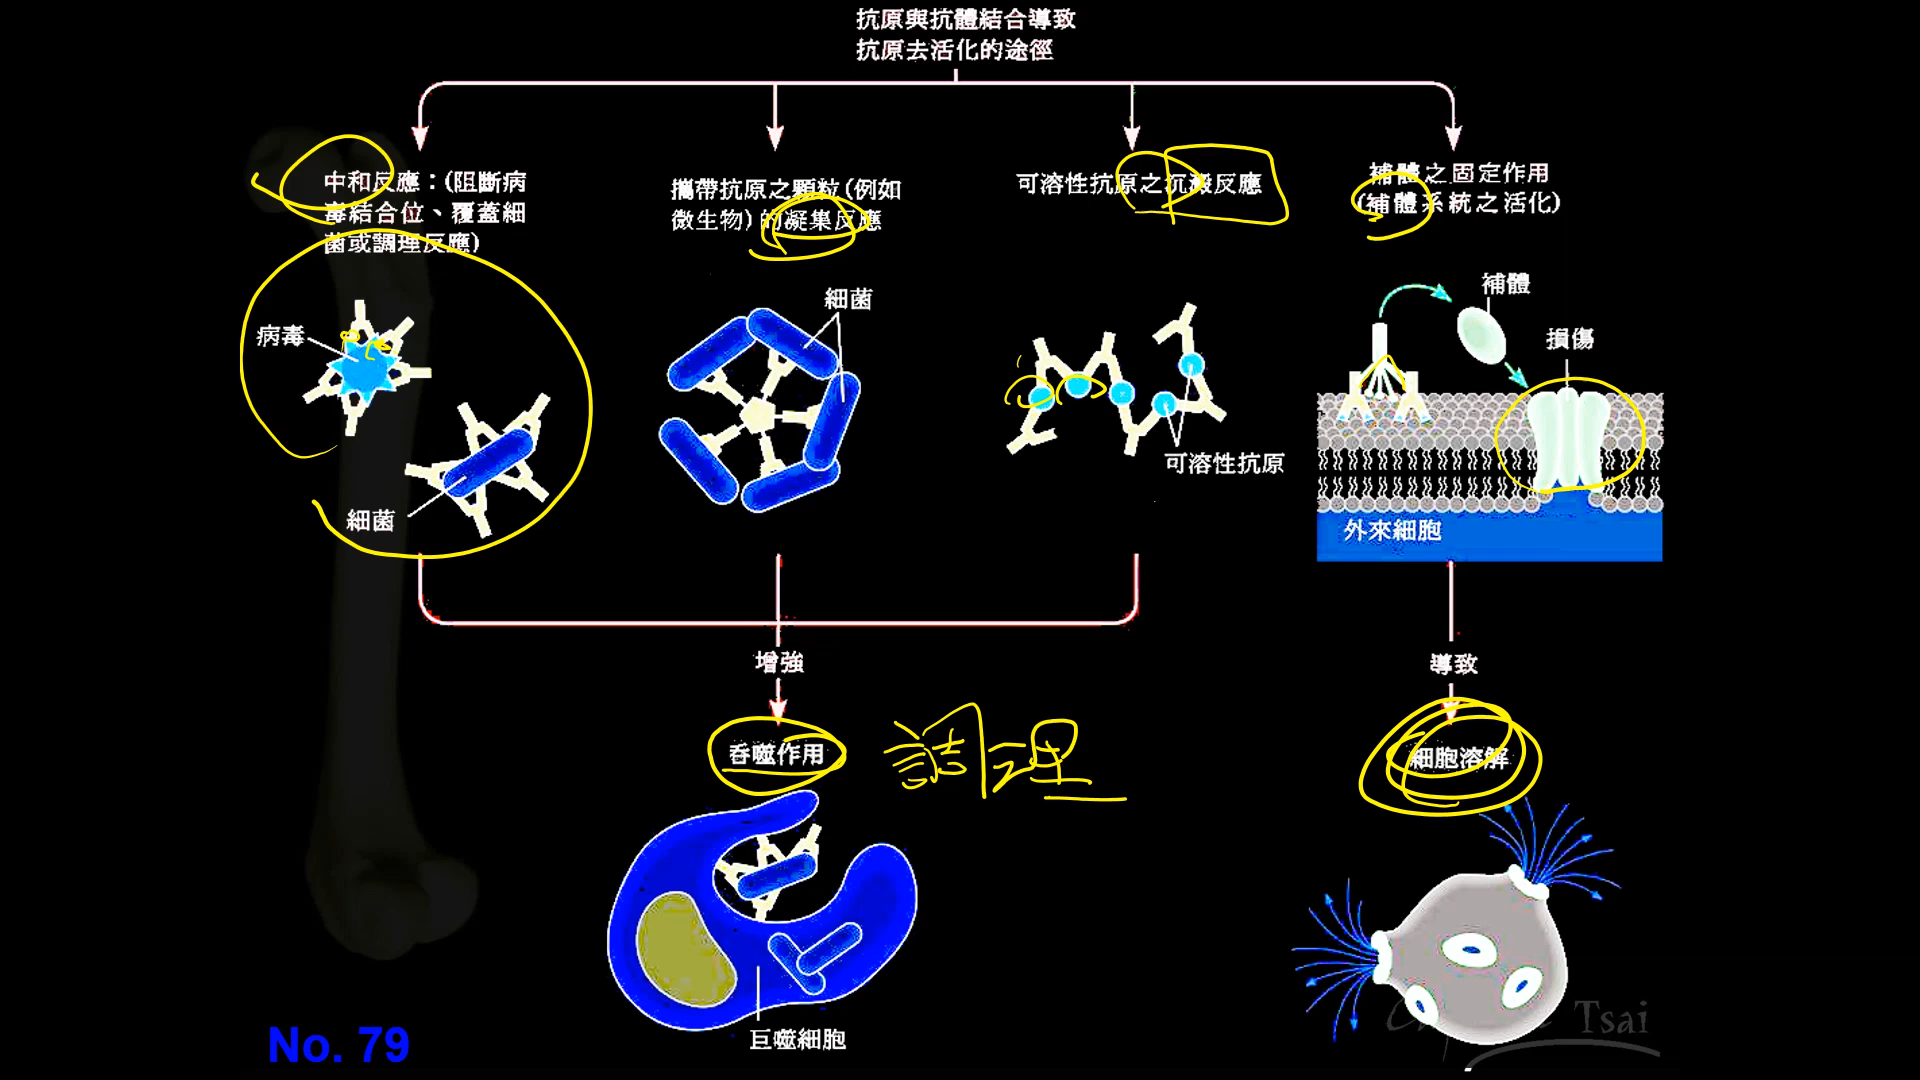 抗原與抗體結合導致
抗原去活化的途徑
中和反應：(阻斷病
毒結合位、覆蓋細
菌或調理反應)
攜帶抗原之顆粒(例如
微生物)的凝集反應
可溶性抗原之沉澱反應
補體之固定作用
(補體系統之活化)
病毒
細菌
細菌
可溶性抗原
補體
損傷
外來細胞
增強
導致
吞噬作用
調理
細胞溶解
巨噬細胞
No. 79
Tsai